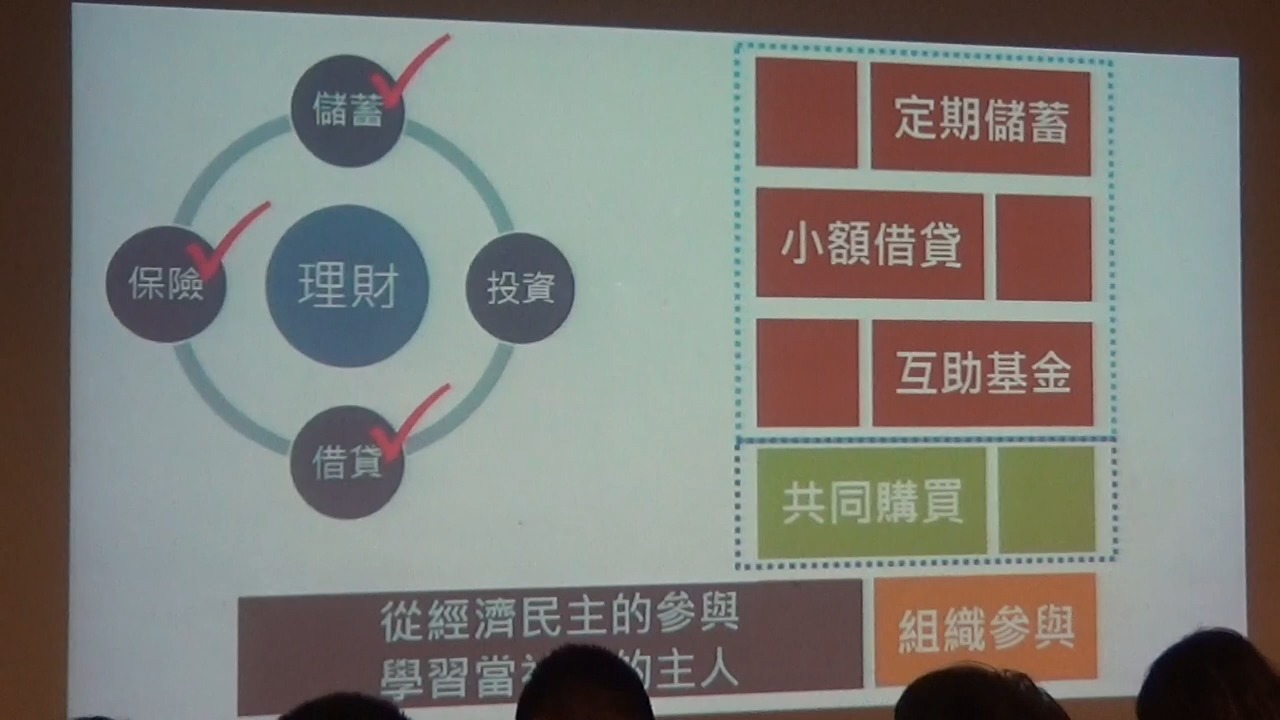 儲蓄
保險
理財
投資
借貸
定期儲蓄
小額借貸
互助基金
共同購買
從經濟民主的參與
學習當
的主人
組織參與